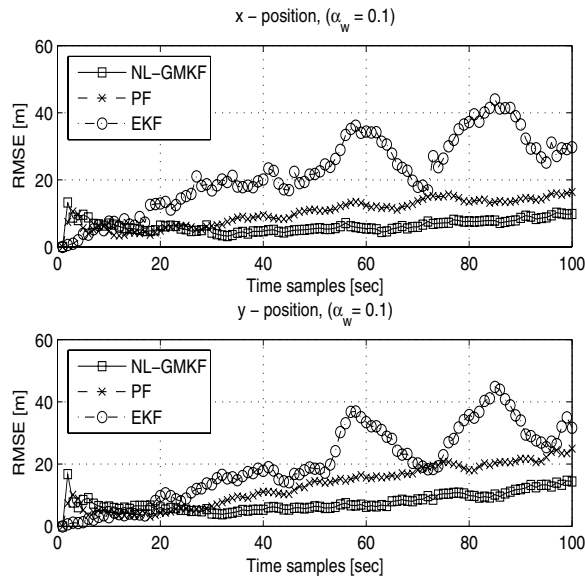 x - position, (α_w = 0.1)
60
40
20
0
RMSE [m]
NL-GMKF
PF
EKF
0 20 40 60 80 100
Time samples [sec]
y - position, (α_w = 0.1)
60
40
20
0
RMSE [m]
NL-GMKF
PF
EKF
0 20 40 60 80 100
Time samples [sec]